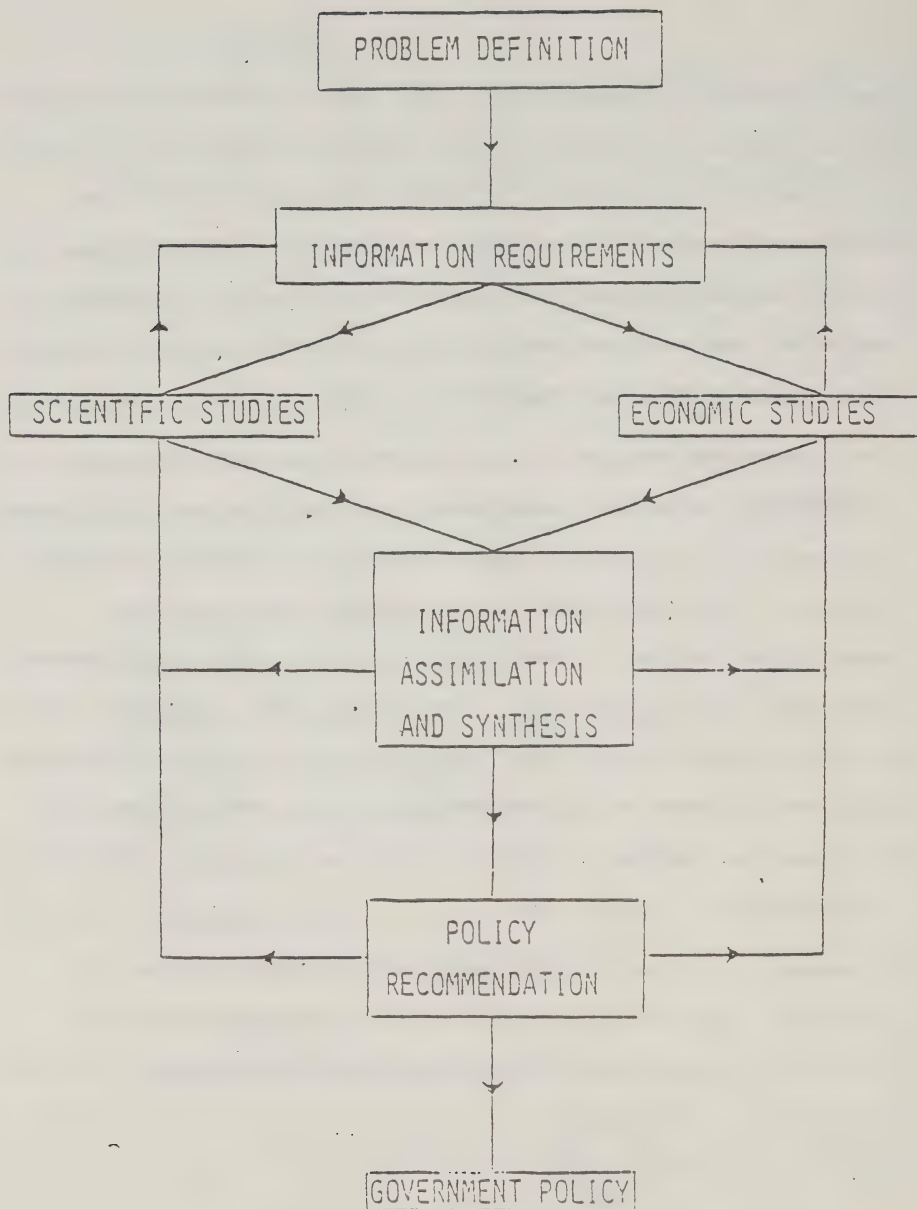 PROBLEM DEFINITION
INFORMATION REQUIREMENTS
SCIENTIFIC STUDIES
ECONOMIC STUDIES
INFORMATION
ASSIMILATION
AND SYNTHESIS
POLICY
RECOMMENDATION
GOVERNMENT POLICY